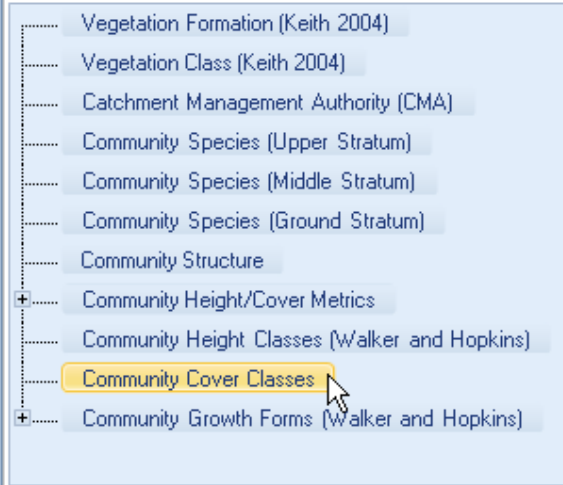 Vegetation Formation (Keith 2004)
Vegetation Class (Keith 2004)
Catchment Management Authority (CMA)
Community Species (Upper Stratum)
Community Species (Middle Stratum)
Community Species (Ground Stratum)
Community Structure
Community Height/Cover Metrics
Community Height Classes (Walker and Hopkins)
Community Cover Classes
Community Growth Forms (Walker and Hopkins)